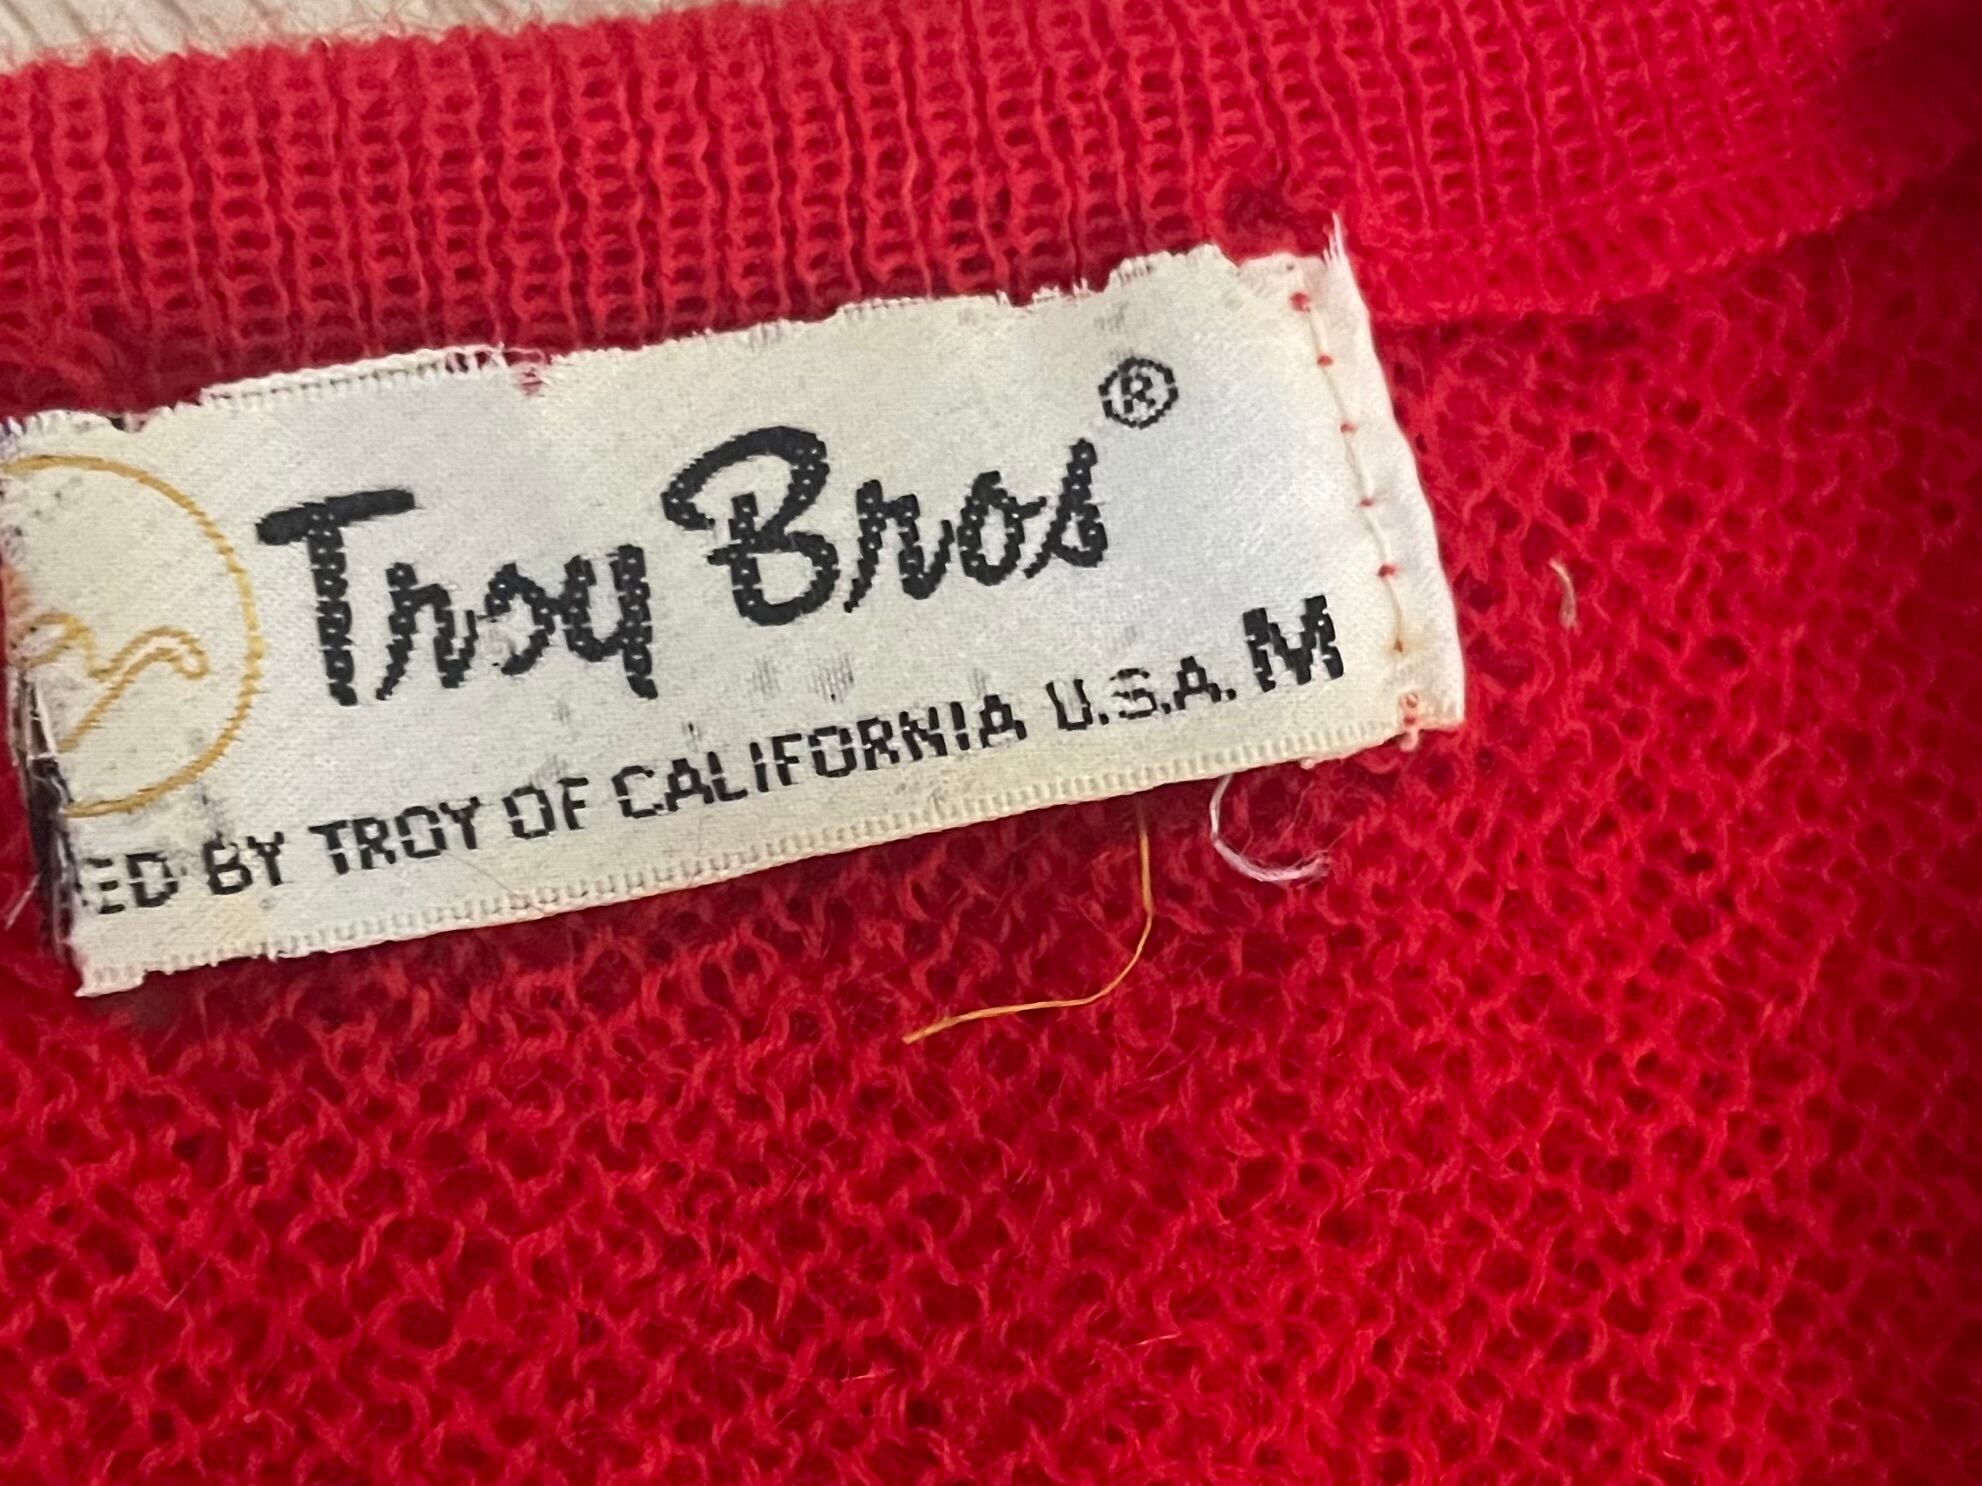 Troy Bros®
ED BY TROY OF CALIFORNIA U.S.A. M